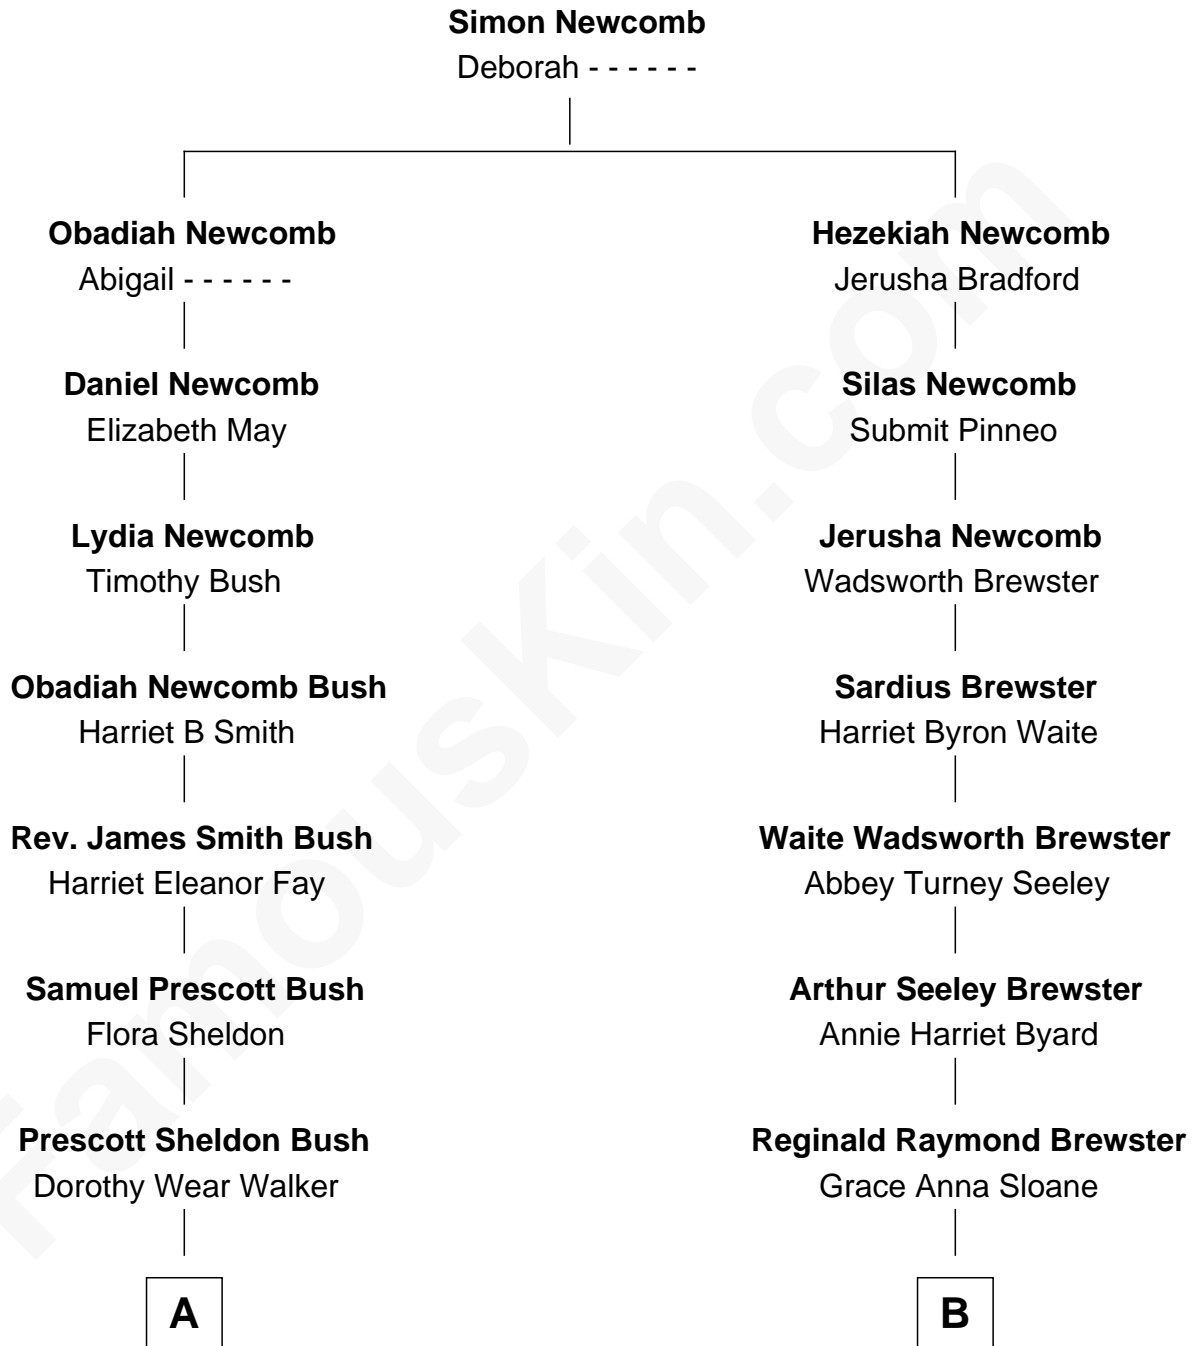 Simon Newcomb
Deborah - - - - - -
Obadiah Newcomb
Abigail - - - - - -
Hezekiah Newcomb
Jerusha Bradford
Daniel Newcomb
Elizabeth May
Silas Newcomb
Submit Pinneo
Lydia Newcomb
Timothy Bush
Jerusha Newcomb
Wadsworth Brewster
Obadiah Newcomb Bush
Harriet B Smith
Sardius Brewster
Harriet Byron Waite
Rev. James Smith Bush
Harriet Eleanor Fay
Waite Wadsworth Brewster
Abbey Turney Seeley
Samuel Prescott Bush
Flora Sheldon
Arthur Seeley Brewster
Annie Harriet Byard
Prescott Sheldon Bush
Dorothy Wear Walker
Reginald Raymond Brewster
Grace Anna Sloane
A
B
FamousKin.com